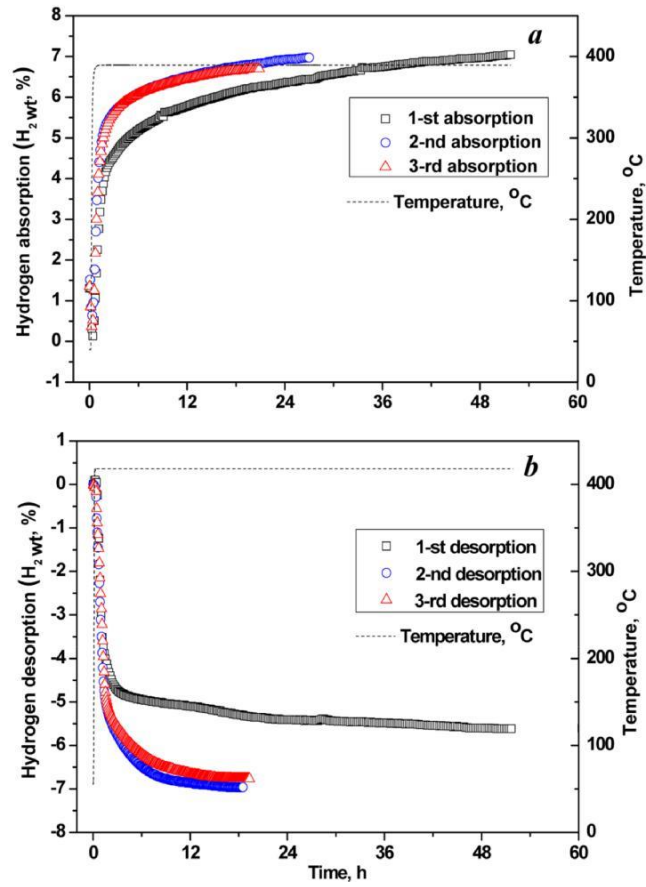 a
Hydrogen absorption (H2 wt, %)
8
7
6
5
4
3
2
1
0
-1
400
300
200
100
0
Temperature, °C
1-st absorption
2-nd absorption
3-rd absorption
Temperature, °C
0 12 24 36 48 60
b
Hydrogen desorption (H2 wt, %)
1
0
-1
-2
-3
-4
-5
-6
-7
-8
400
300
200
100
0
Temperature, °C
1-st desorption
2-nd desorption
3-rd desorption
Temperature, °C
0 12 24 36 48 60
Time, h